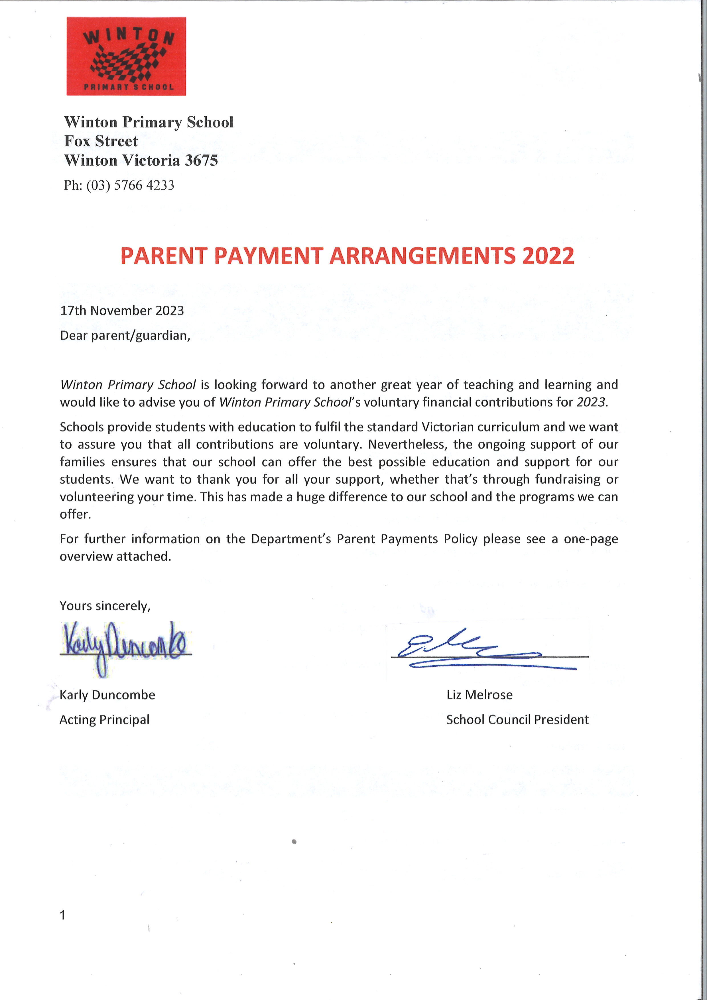 WINTON
PRIMARY SCHOOL
Winton Primary School
Fox Street
Winton Victoria 3675
Ph: (03) 5766 4233
PARENT PAYMENT ARRANGEMENTS 2022
17th November 2023
Dear parent/guardian,
Winton Primary School is looking forward to another great year of teaching and learning and
would like to advise you of Winton Primary School's voluntary financial contributions for 2023.
Schools provide students with education to fulfil the standard Victorian curriculum and we want
to assure you that all contributions are voluntary. Nevertheless, the ongoing support of our
families ensures that our school can offer the best possible education and support for our
students. We want to thank you for all your support, whether that's through fundraising or
volunteering your time. This has made a huge difference to our school and the programs we can
offer.
For further information on the Department's Parent Payments Policy please see a one-page
overview attached.
Yours sincerely,
Karly Duncombe
Karly Duncombe
Liz Melrose
Acting Principal
School Council President
1